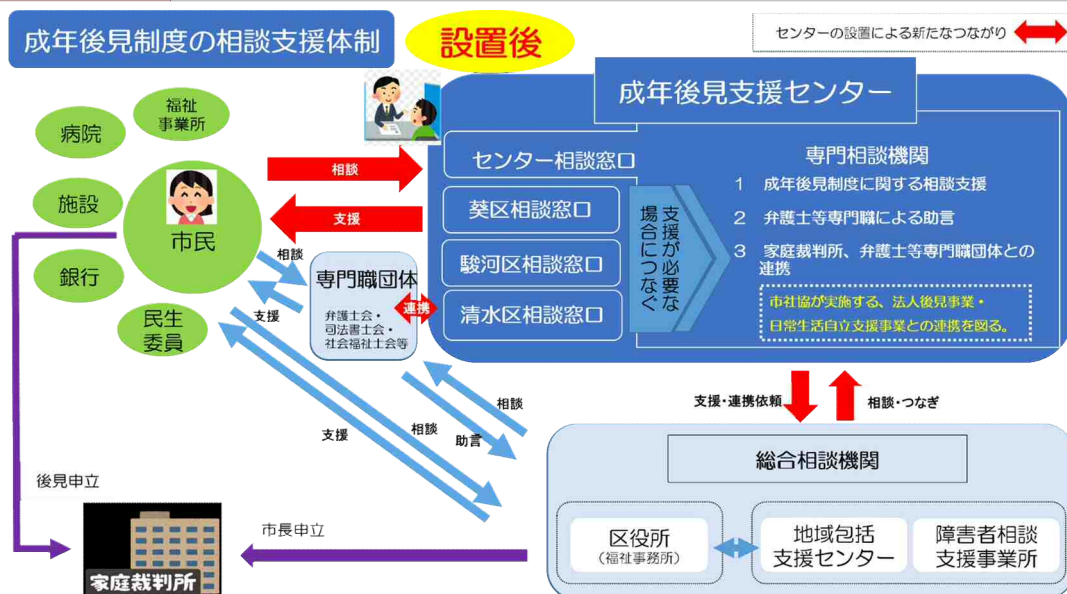 成年後見制度の相談支援体制
設置後
センターの設置による新たなつながり
病院
福祉
事業所
施設
市民
銀行
民生
委員
相談
支援
相談
支援
専門職団体
弁護士会・
司法書士会・
社会福祉士会等
連携
成年後見支援センター
センター相談窓口
葵区相談窓口
駿河区相談窓口
清水区相談窓口
支援が必要な
場合につなぐ
専門相談機関
1 成年後見制度に関する相談支援
2 弁護士等専門職による助言
3 家庭裁判所、弁護士等専門職団体との
連携
市社協が実施する、法人後見事業・
日常生活自立支援事業との連携を図る。
支援・連携依頼
相談・つなぎ
相談
助言
相談
支援
総合相談機関
区役所
(福祉事務所)
地域包括
支援センター
障害者相談
支援事業所
後見申立
市長申立
家庭裁判所